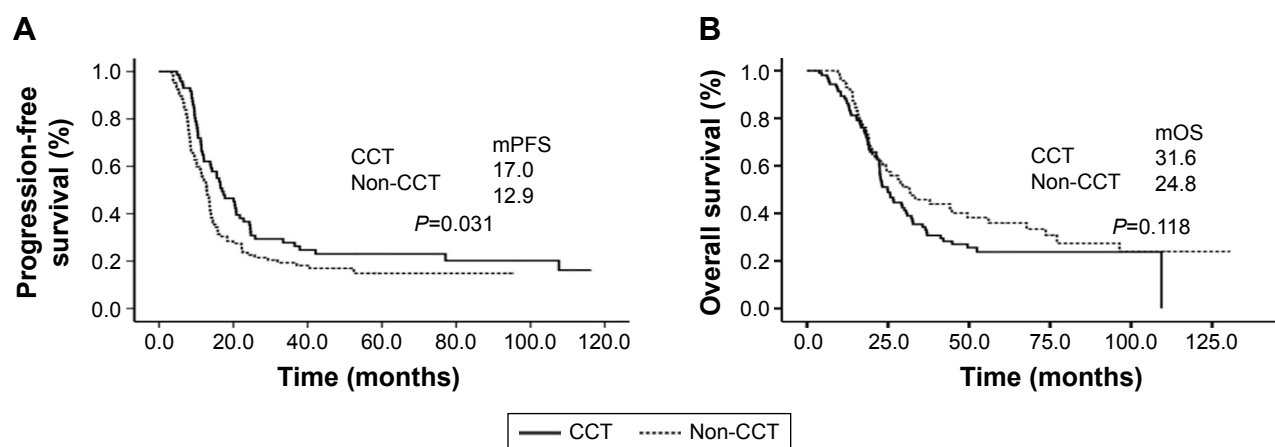 A
Progression-free
survival (%)
1.0
0.8
0.6
0.4
0.2
0.0
mPFS
CCT 17.0
Non-CCT 12.9
P=0.031
0.0 20.0 40.0 60.0 80.0 100.0 120.0
Time (months)
B
Overall survival (%)
1.0
0.8
0.6
0.4
0.2
0.0
mOS
CCT 31.6
Non-CCT 24.8
P=0.118
0.0 25.0 50.0 75.0 100.0 125.0
Time (months)
CCT Non-CCT